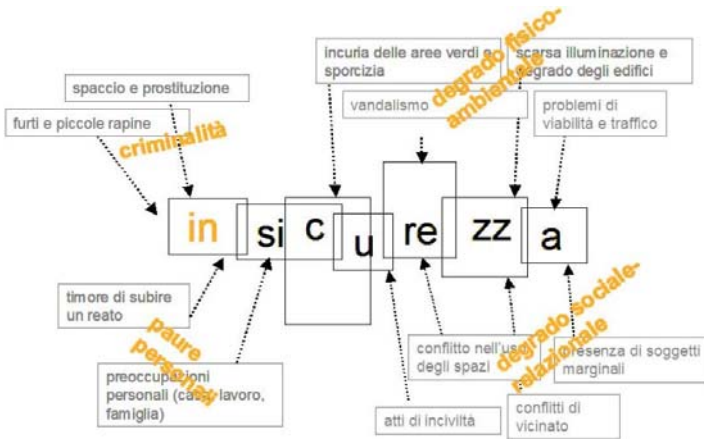 incuria delle aree verdi e
sporcizia
degrado fisico-
ambientale
scarsa illuminazione e
degrado degli edifici
spaccio e prostituzione
vandalismo
problemi di
viabilità e traffico
furti e piccole rapine
criminalità
in
si
c
u
re
zz
a
timore di subire
un reato
paure
personali
preoccupazioni
personali (casa, lavoro,
famiglia)
atti di inciviltà
conflitto nell'uso
degli spazi
degrado sociale-
relazionale
presenza di soggetti
marginali
conflitti di
vicinato